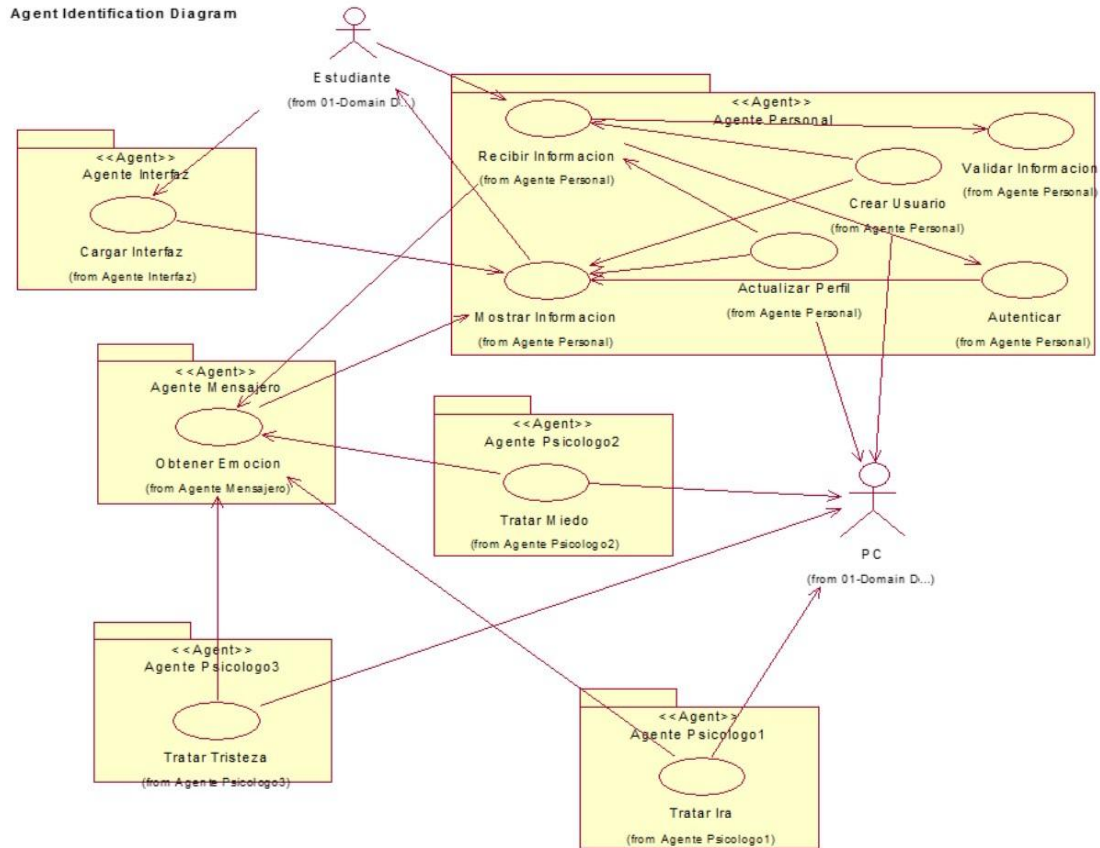 Agent Identification Diagram
Estudiante
(from 01-Domain D...)
<<Agent>>
Agente Personal
Recibir Informacion
(from Agente Personal)
Validar Informacion
(from Agente Personal)
Crear Usuario
(from Agente Personal)
Actualizar Perfil
(from Agente Personal)
Mostrar Informacion
(from Agente Personal)
Autenticar
(from Agente Personal)
<<Agent>>
Agente Interfaz
Cargar Interfaz
(from Agente Interfaz)
<<Agent>>
Agente Mensajero
Obtener Emocion
(from Agente Mensajero)
<<Agent>>
Agente Psicologo2
Tratar Miedo
(from Agente Psicologo2)
PC
(from 01-Domain D...)
<<Agent>>
Agente Psicologo3
Tratar Tristeza
(from Agente Psicologo3)
<<Agent>>
Agente Psicologo1
Tratar Ira
(from Agente Psicologo1)